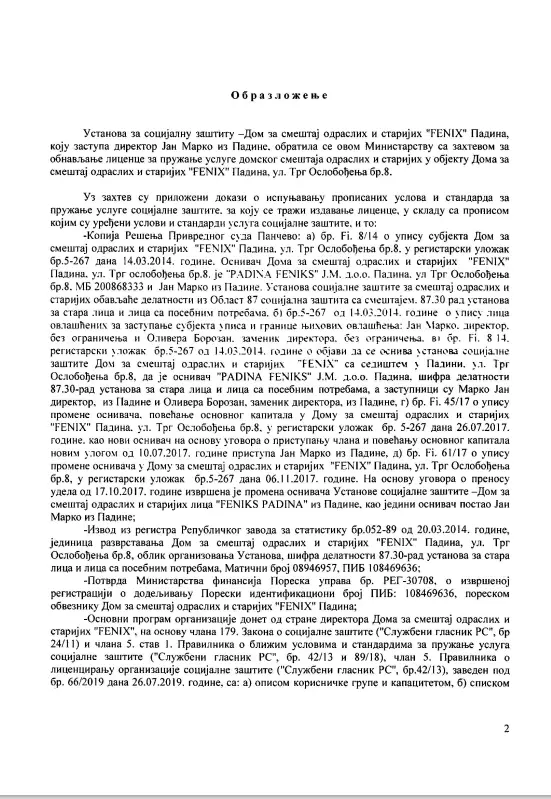 О б р а з л о ж е њ е
Установа за социјалну заштиту –Дом за смештај одраслих и старијих "FENIX" Падина,
коју заступа директор Јан Марко из Падине, обратила се овом Министарству са захтевом за
обнављање лиценце за пружање услуге домског смештаја одраслих и старијих у објекту Дома за
смештај одраслих и старијих "FENIX" Падина, ул. Трг Ослобођења бр.8.
Уз захтев су приложени докази о испуњавању прописаних услова и стандарда за
пружање услуге социјалне заштите, за коју се тражи издавање лиценце, у складу са прописом
којим су уређени услови и стандарди услуга социјалне заштите, и то:
-Копија Решења Привредног суда Панчево: а) бр. Fi. 8/14 о упису субјекта Дом за
смештај одраслих и старијих "FENIX" Падина, ул. Трг Ослобођења бр.8, у регистарски уложак
бр.5-267 дана 14.03.2014. године. Оснивач Дома за смештај одраслих и старијих "FENIX"
Падина, ул. Трг ослобођења бр.8. је "PADINA FENIKS" J.M. д.о.о. Падина, ул Трг Ослобођења
бр.8, МБ 200868333 и Јан Марко из Падине. Установа социјалне заштите за смештај одраслих и
старијих обављаће делатности из Област 87 социјална заштита са смештајем. 87.30 рад установа
за стара лица и лица са посебним потребама, б) бр.5-267 од 14.03.2014. године о упису лица
овлашћених за заступање субјекта уписа и границе њихових овлашћења: Јан Марко, директор,
без ограничења и Оливера Борозан, заменик директора, без ограничења, в) бр. Fi. 8 14,
регистарски уложак бр.5-267 од 14.03.2014. године о објави да се оснива установа социјалне
заштите Дом за смештај одраслих и старијих "FENIX" са седиштем у Падини, ул. Трг
Ослобођења бр.8, да је оснивач "PADINA FENIKS" J.M. д.о.о. Падина, шифра делатности
87.30-рад установа за стара лица и лица са посебним потребама, а заступници су Марко Јан
директор, из Падине и Оливера Борозан, заменик директора, из Падине, г) бр. Fi. 45/17 о упису
промене оснивача, повећање основног капитала у Дому за смештај одраслих и старијих
"FENIX" Падина, ул. Трг Ослобођења бр.8, у регистарски уложак бр. 5-267 дана 26.07.2017.
године, као нови оснивач на основу уговора о приступању члана и повећању основног капитала
новим улогом од 10.07.2017. године приступа Јан Марко из Падине, д) бр. Fi. 61/17 о упису
промене оснивача у Дому за смештај одраслих и старијих "FENIX" Падина, ул. Трг Ослобођења
бр.8, у регистарски уложак бр.5-267 дана 06.11.2017. године. На основу уговора о преносу
удела од 17.10.2017. године извршена је промена оснивача Установе социјалне заштите –Дом за
смештај одраслих и старијих лица "FENIKS PADINA" из Падине, као једини оснивач постао Јан
Марко из Падине;
-Извод из регистра Републичког завода за статистику бр.052-89 од 20.03.2014. године,
јединица разврставања Дом за смештај одраслих и старијих "FENIX" Падина, ул. Трг
Ослобођења бр.8, облик организовања Установа, шифра делатности 87.30-рад установа за стара
лица и лица са посебним потребама, Матични број 08946957, ПИБ 108469636;
-Потврда Министарства финансија Пореска управа бр. РЕГ-30708, о извршеној
регистрацији о додељивању Порески идентификациони број ПИБ: 108469636, пореском
обвезнику Дом за смештај одраслих и старијих "FENIX" Падина;
-Основни програм организације донет од стране директора Дома за смештај одраслих и
старијих "FENIX", на основу члана 179. Закона о социјалне заштите ("Службени гласник РС", бр
24/11) и члана 5. став 1. Правилника о ближим условима и стандардима за пружање услуга
социјалне заштите ("Службени гласник РС", бр. 42/13 и 89/18), члан 5. Правилника о
лиценцирању организације социјалне заштите ("Службени гласник РС", бр.42/13), заведен под
бр. 66/2019 дана 26.07.2019. године, са: а) описом корисничке групе и капацитетом, б) списком
2